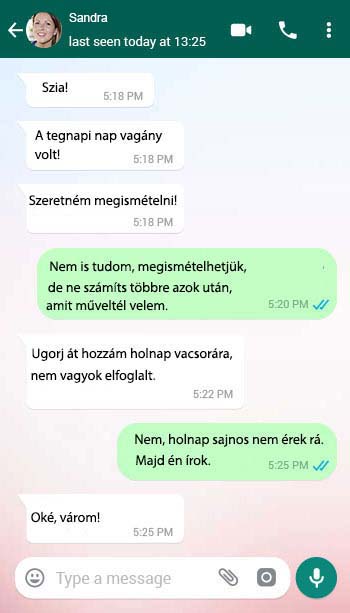 Sandra
last seen today at 13:25
Szia!
5:18 PM
A tegnapi nap vagány
volt!
5:18 PM
Szeretném megismételni!
5:18 PM
Nem is tudom, megismételhetjük,
de ne számíts többre azok után,
amit műveltél velem.
5:20 PM
Ugorj át hozzám holnap vacsorára,
nem vagyok elfoglalt.
5:22 PM
Nem, holnap sajnos nem érek rá.
Majd én írok.
5:25 PM
Oké, várom!
5:25 PM
Type a message